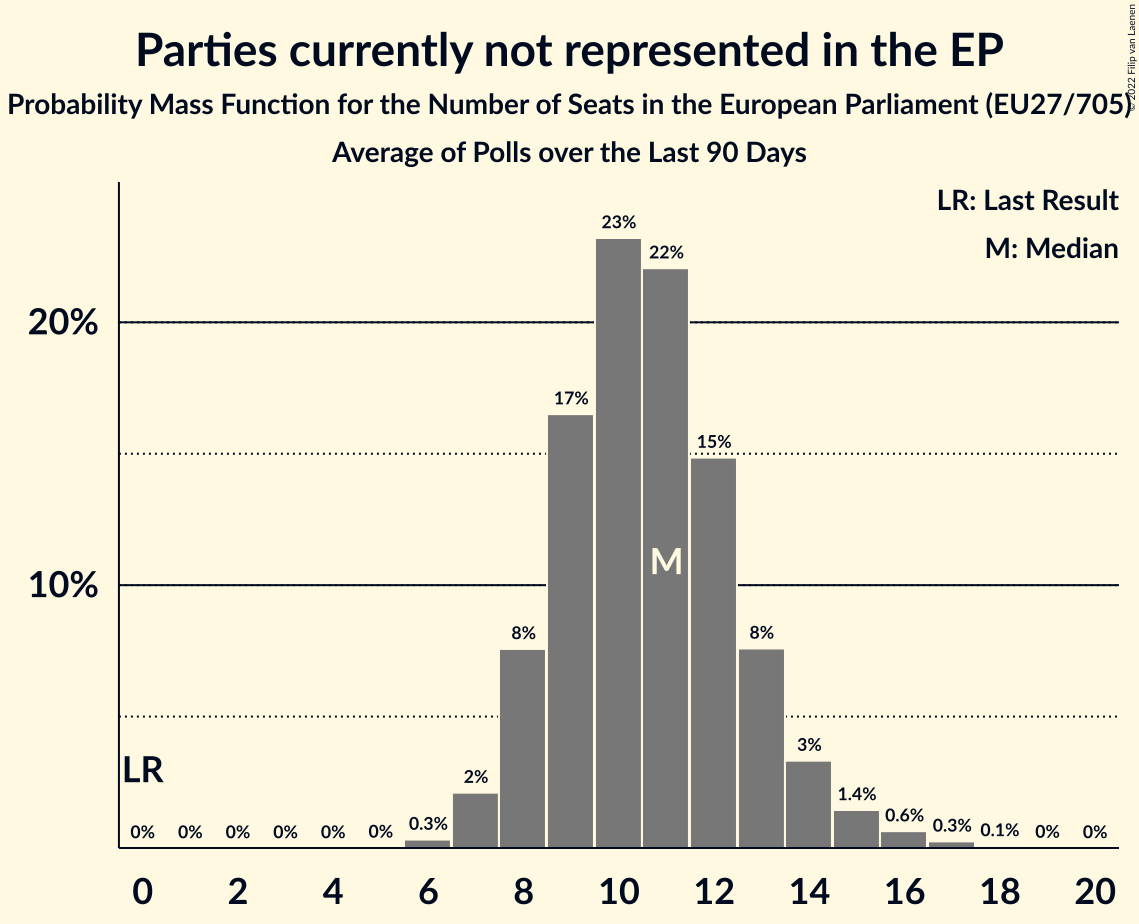 Parties currently not represented in the EP
Probability Mass Function for the Number of Seats in the European Parliament (EU27/705)
Average of Polls over the Last 90 Days
© 2022 Filip van Laenen
LR: Last Result
M: Median
20%
10%
LR
M
0%
0%
0%
0%
0%
0%
0.3%
2%
8%
17%
23%
22%
15%
8%
3%
1.4%
0.6%
0.3%
0.1%
0%
0%
0 2 4 6 8 10 12 14 16 18 20